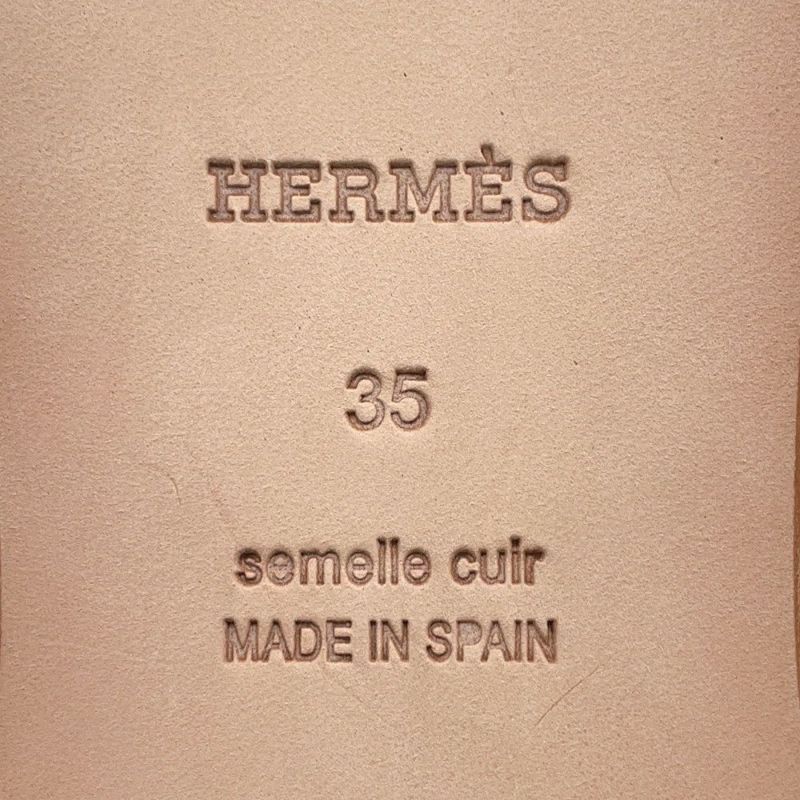 HERMÈS
35
semelle cuir
MADE IN SPAIN